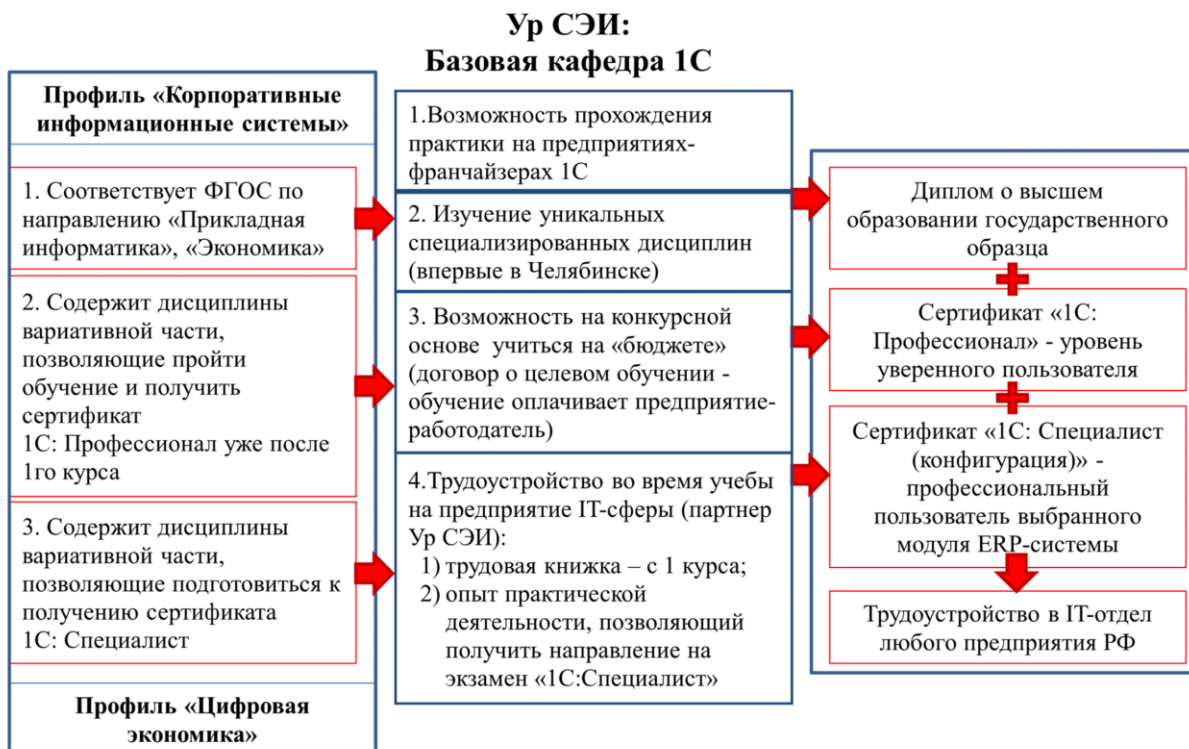 Ур СЭИ:
Базовая кафедра 1С
Профиль «Корпоративные
информационные системы»
1. Соответствует ФГОС по
направлению «Прикладная
информатика», «Экономика»
2. Содержит дисциплины
вариативной части,
позволяющие пройти
обучение и получить
сертификат
1С: Профессионал уже после
1го курса
3. Содержит дисциплины
вариативной части,
позволяющие подготовиться к
получению сертификата
1С: Специалист
Профиль «Цифровая
экономика»
1.Возможность прохождения
практики на предприятиях-
франчайзерах 1С
2. Изучение уникальных
специализированных дисциплин
(впервые в Челябинске)
3. Возможность на конкурсной
основе учиться на «бюджете»
(договор о целевом обучении -
обучение оплачивает предприятие-
работодатель)
4.Трудоустройство во время учебы
на предприятие IT-сферы (партнер
Ур СЭИ):
1) трудовая книжка – с 1 курса;
2) опыт практической
деятельности, позволяющий
получить направление на
экзамен «1С:Специалист»
Диплом о высшем
образовании государственного
образца
Сертификат «1С:
Профессионал» - уровень
уверенного пользователя
Сертификат «1С: Специалист
(конфигурация)» -
профессиональный
пользователь выбранного
модуля ERP-системы
Трудоустройство в IT-отдел
любого предприятия РФ